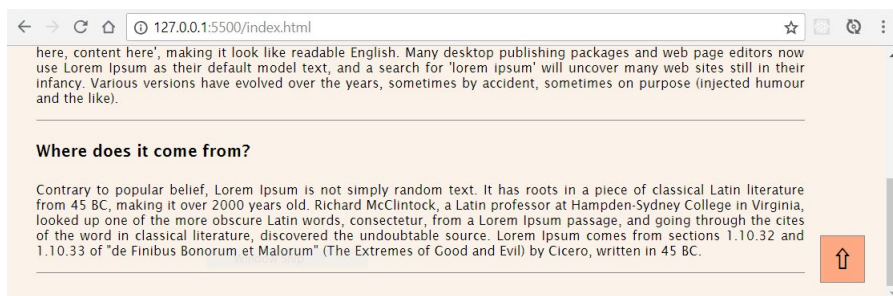 127.0.0.1:5500/index.html
here, content here', making it look like readable English. Many desktop publishing packages and web page editors now
use Lorem Ipsum as their default model text, and a search for 'lorem ipsum' will uncover many web sites still in their
infancy. Various versions have evolved over the years, sometimes by accident, sometimes on purpose (injected humour
and the like).
Where does it come from?
Contrary to popular belief, Lorem Ipsum is not simply random text. It has roots in a piece of classical Latin literature
from 45 BC, making it over 2000 years old. Richard McClintock, a Latin professor at Hampden-Sydney College in Virginia,
looked up one of the more obscure Latin words, consectetur, from a Lorem Ipsum passage, and going through the cites
of the word in classical literature, discovered the undoubtable source. Lorem Ipsum comes from sections 1.10.32 and
1.10.33 of "de Finibus Bonorum et Malorum" (The Extremes of Good and Evil) by Cicero, written in 45 BC.